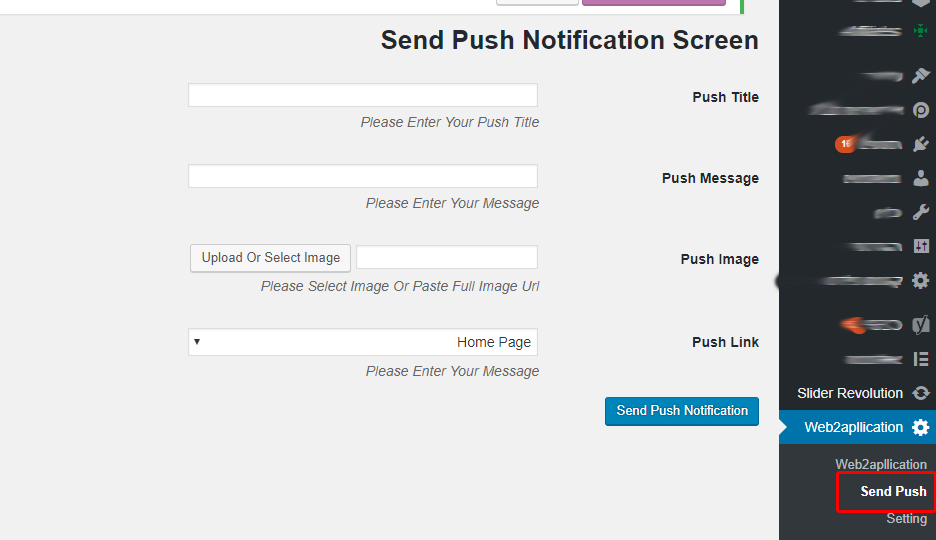 Send Push Notification Screen
Push Title
Please Enter Your Push Title
Push Message
Please Enter Your Message
Push Image
Upload Or Select Image
Please Select Image Or Paste Full Image Url
Push Link
Home Page
Please Enter Your Message
Send Push Notification
Slider Revolution
Web2apllication
Web2apllication
Send Push
Setting